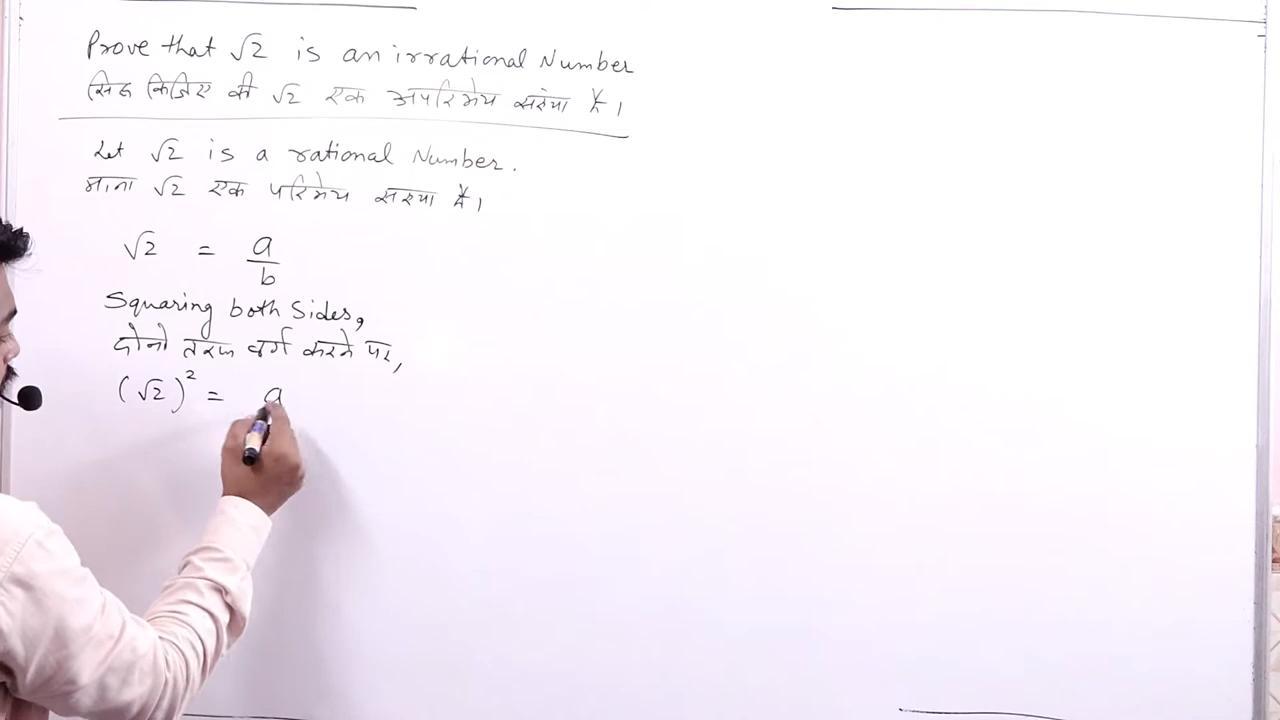 Prove that √2 is an irrational Number
सिद्ध किजिए की √2 एक अपरिमेय संख्या है।
Let √2 is a rational Number.
माना √2 एक परिमेय सख्या है।
√2 = a/b
Squaring both Sides,
दोनो तरफ वर्ग करने पर,
(√2)² = a